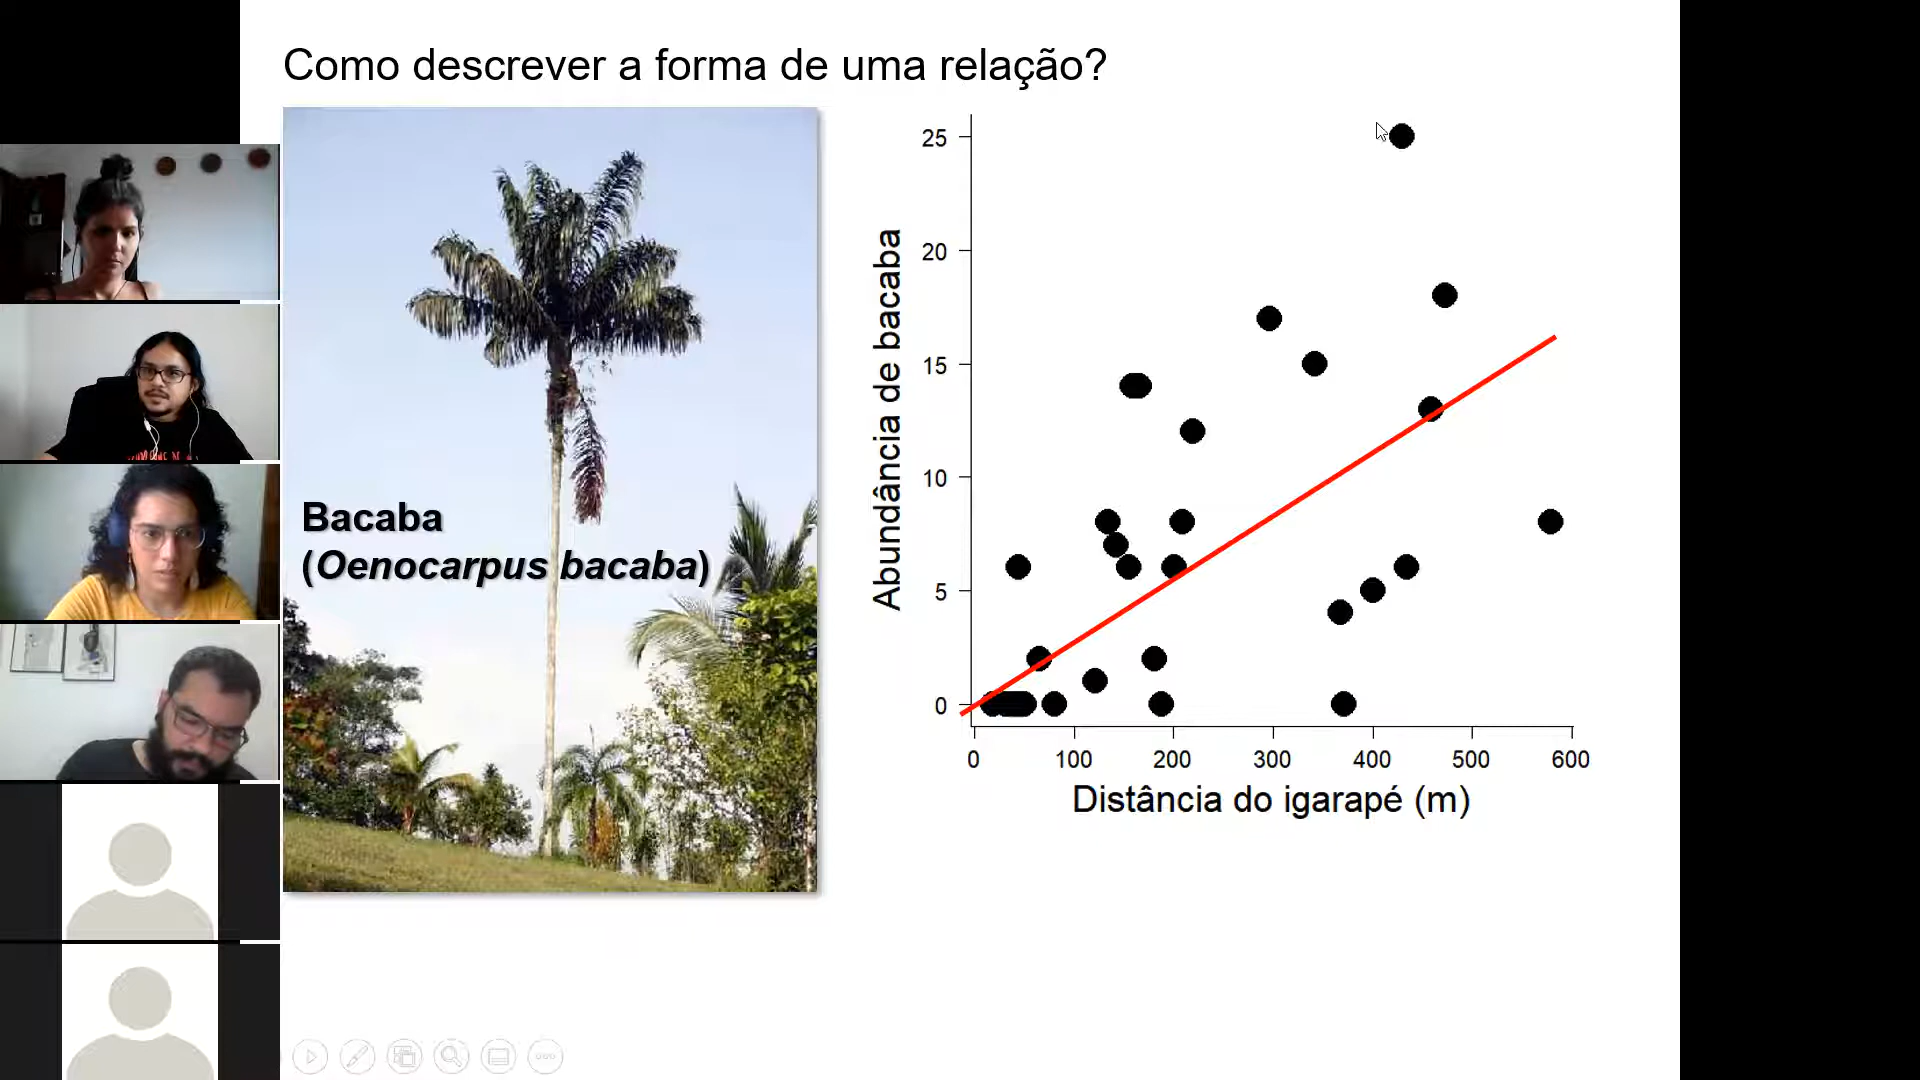 Como descrever a forma de uma relação?
Bacaba
(Oenocarpus bacaba)
Abundância de bacaba
25
20
15
10
5
0
0 100 200 300 400 500 600
Distância do igarapé (m)